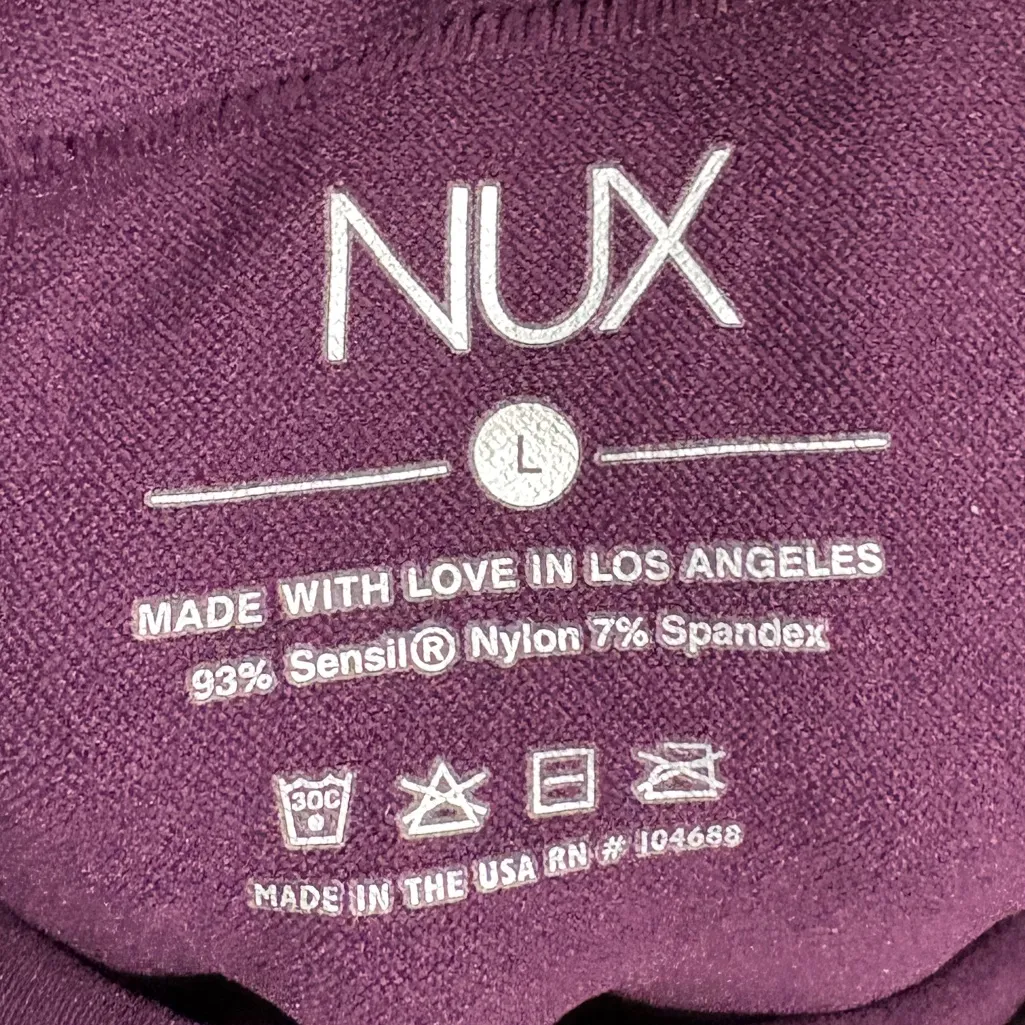 NUX
L
MADE WITH LOVE IN LOS ANGELES
93% Sensil® Nylon 7% Spandex
30C
MADE IN THE USA RN # 104688